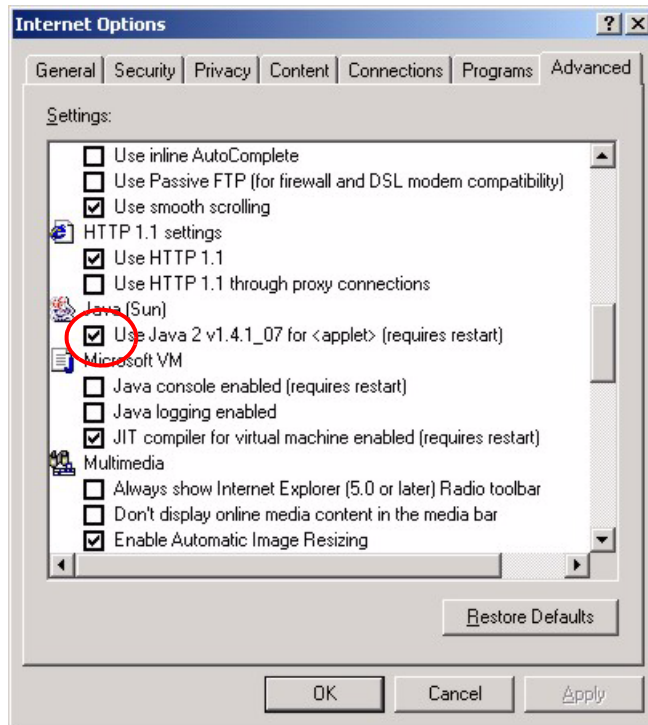 Internet Options
General Security Privacy Content Connections Programs Advanced
Settings:
Use inline AutoComplete
Use Passive FTP (for firewall and DSL modem compatibility)
Use smooth scrolling
HTTP 1.1 settings
Use HTTP 1.1
Use HTTP 1.1 through proxy connections
Java (Sun)
Use Java 2 v1.4.1_07 for <applet> (requires restart)
Microsoft VM
Java console enabled (requires restart)
Java logging enabled
JIT compiler for virtual machine enabled (requires restart)
Multimedia
Always show Internet Explorer (5.0 or later) Radio toolbar
Don't display online media content in the media bar
Enable Automatic Image Resizing
Restore Defaults
OK Cancel Apply